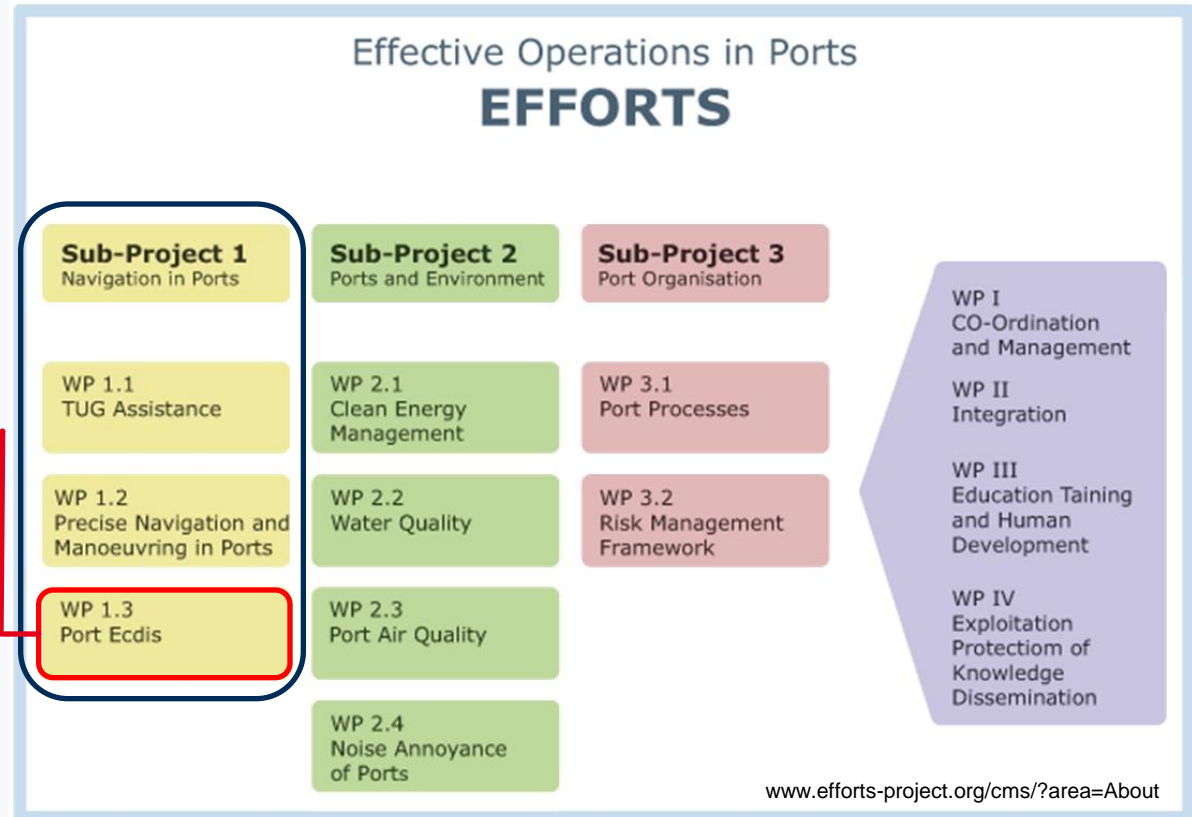 Effective Operations in Ports
EFFORTS
Sub-Project 1
Navigation in Ports
WP 1.1
TUG Assistance
WP 1.2
Precise Navigation and
Manoeuvring in Ports
WP 1.3
Port Ecdis
Sub-Project 2
Ports and Environment
WP 2.1
Clean Energy
Management
WP 2.2
Water Quality
WP 2.3
Port Air Quality
WP 2.4
Noise Annoyance
of Ports
Sub-Project 3
Port Organisation
WP 3.1
Port Processes
WP 3.2
Risk Management
Framework
WP I
CO-Ordination
and Management
WP II
Integration
WP III
Education Taining
and Human
Development
WP IV
Exploitation
Protectiom of
Knowledge
Dissemination
www.efforts-project.org/cms/?area=About